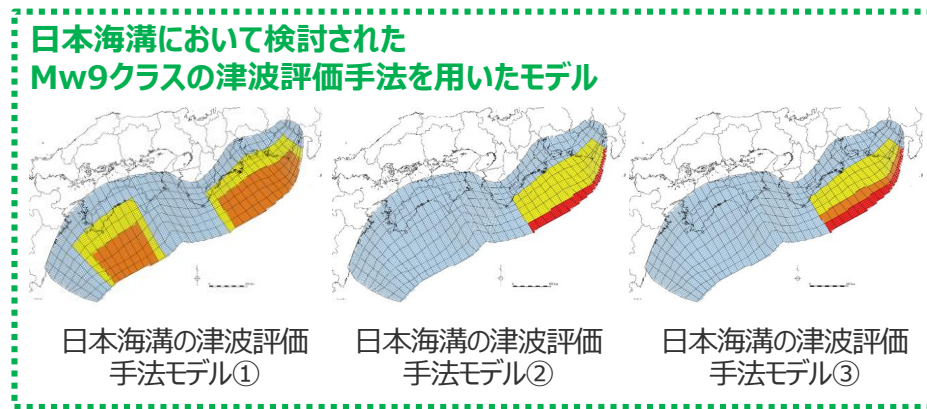 日本海溝において検討された
Mw9クラスの津波評価手法を用いたモデル
日本海溝の津波評価
手法モデル①
日本海溝の津波評価
手法モデル②
日本海溝の津波評価
手法モデル③